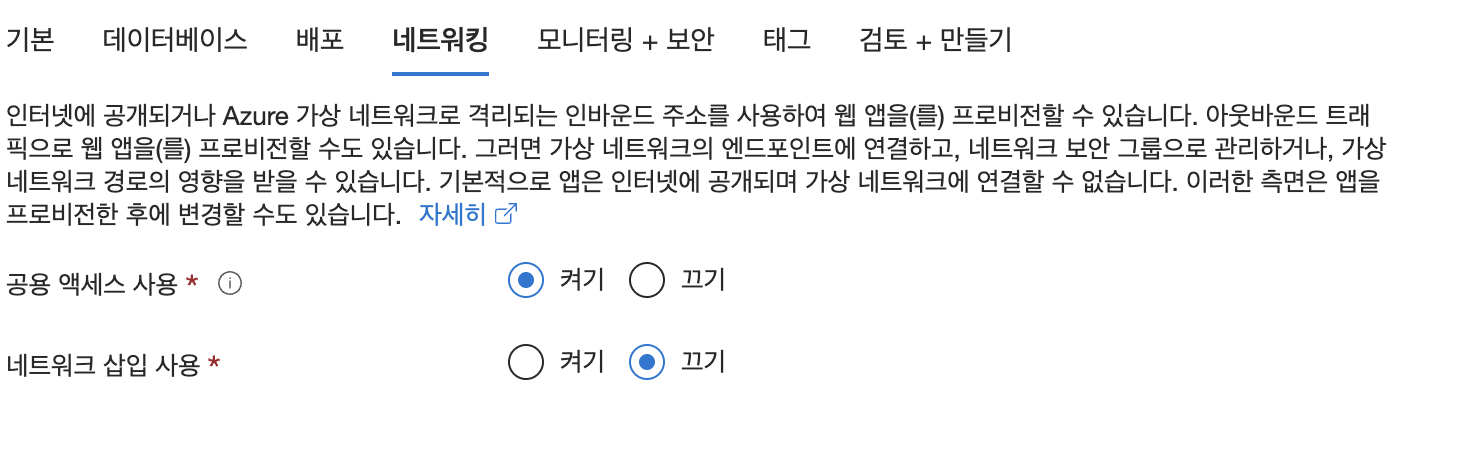 기본 데이터베이스 배포 네트워킹 모니터링 + 보안 태그 검토 + 만들기
인터넷에 공개되거나 Azure 가상 네트워크로 격리되는 인바운드 주소를 사용하여 웹 앱을(를) 프로비전할 수 있습니다. 아웃바운드 트래
픽으로 웹 앱을(를) 프로비전할 수도 있습니다. 그러면 가상 네트워크의 엔드포인트에 연결하고, 네트워크 보안 그룹으로 관리하거나, 가상
네트워크 경로의 영향을 받을 수 있습니다. 기본적으로 앱은 인터넷에 공개되며 가상 네트워크에 연결할 수 없습니다. 이러한 측면은 앱을
프로비전한 후에 변경할 수도 있습니다. 자세히
공용 액세스 사용 * 켜기 끄기
네트워크 삽입 사용 * 켜기 끄기